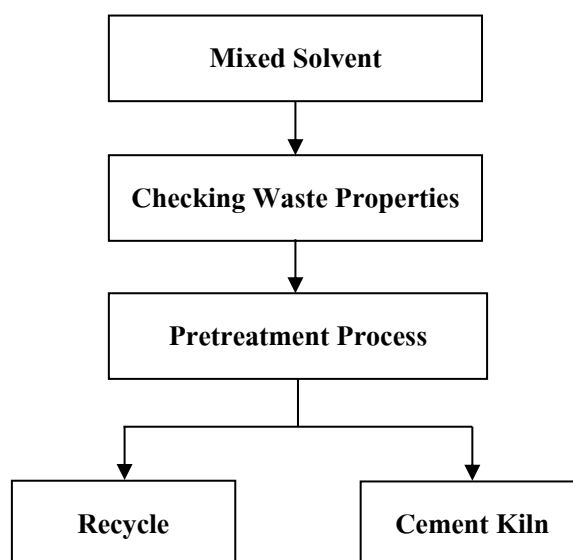 Mixed Solvent
Checking Waste Properties
Pretreatment Process
Recycle
Cement Kiln